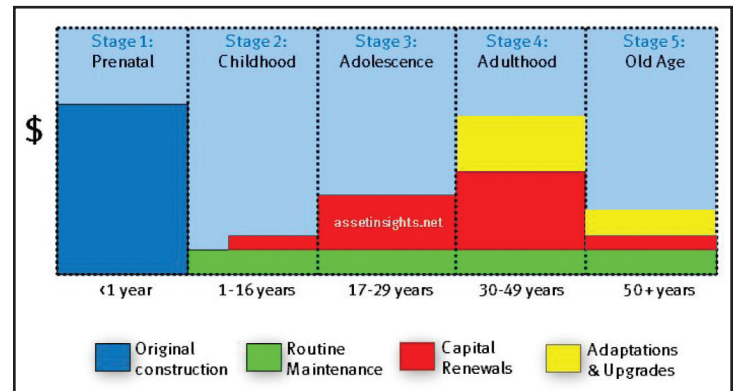 Stage 1:
Prenatal
Stage 2:
Childhood
Stage 3:
Adolescence
Stage 4:
Adulthood
Stage 5:
Old Age
$
assetinsights.net
<1 year
1-16 years
17-29 years
30-49 years
50+ years
Original
construction
Routine
Maintenance
Capital
Renewals
Adaptations
& Upgrades